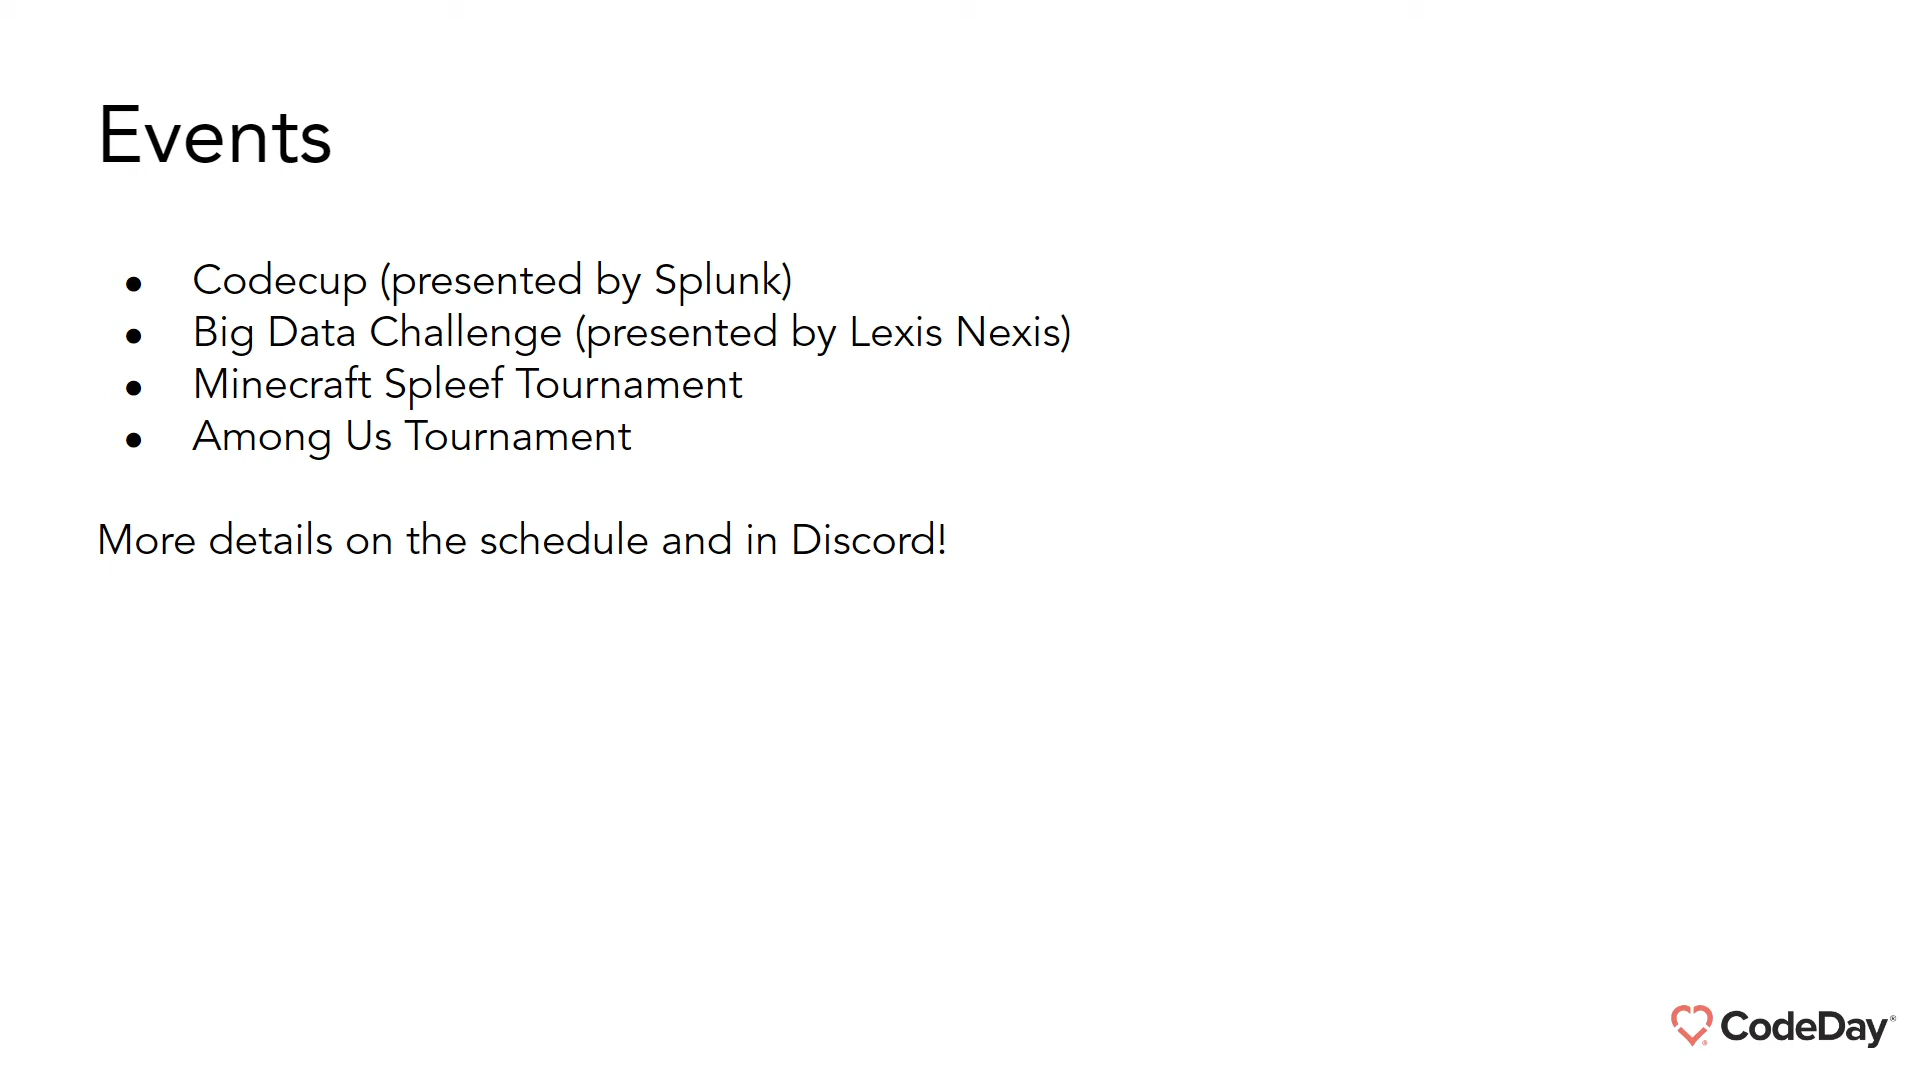 Events
● Codecup (presented by Splunk)
● Big Data Challenge (presented by Lexis Nexis)
● Minecraft Spleef Tournament
● Among Us Tournament
More details on the schedule and in Discord!
CodeDay®